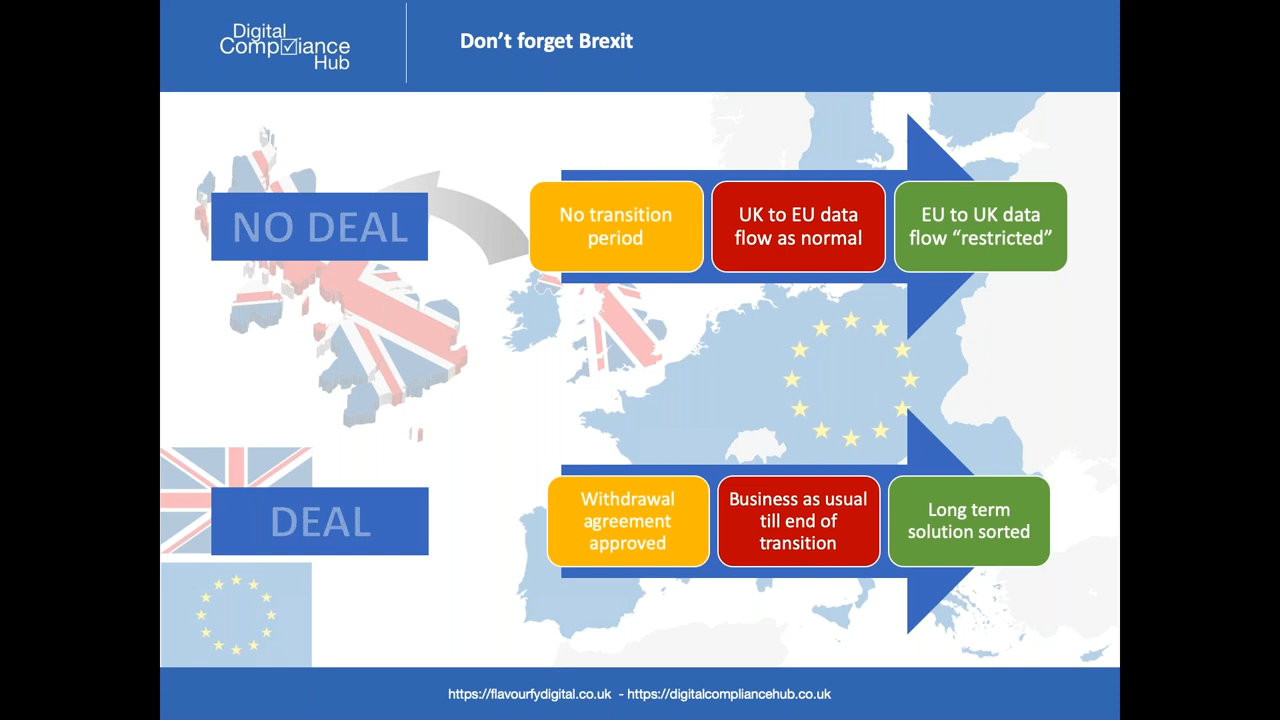 Digital
Compliance
Hub
Don't forget Brexit
NO DEAL
No transition
period
UK to EU data
flow as normal
EU to UK data
flow “restricted”
DEAL
Withdrawal
agreement
approved
Business as usual
till end of
transition
Long term
solution sorted
https://flavourfydigital.co.uk - https://digitalcompliancehub.co.uk